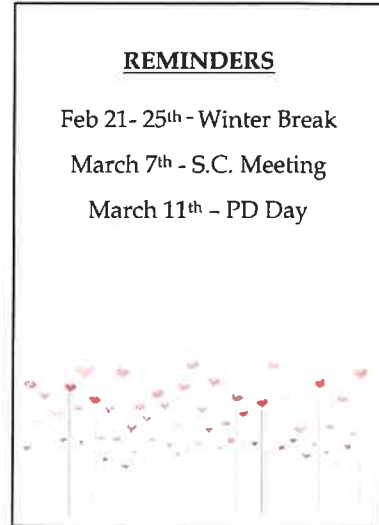 REMINDERS
Feb 21- 25th - Winter Break
March 7th - S.C. Meeting
March 11th – PD Day